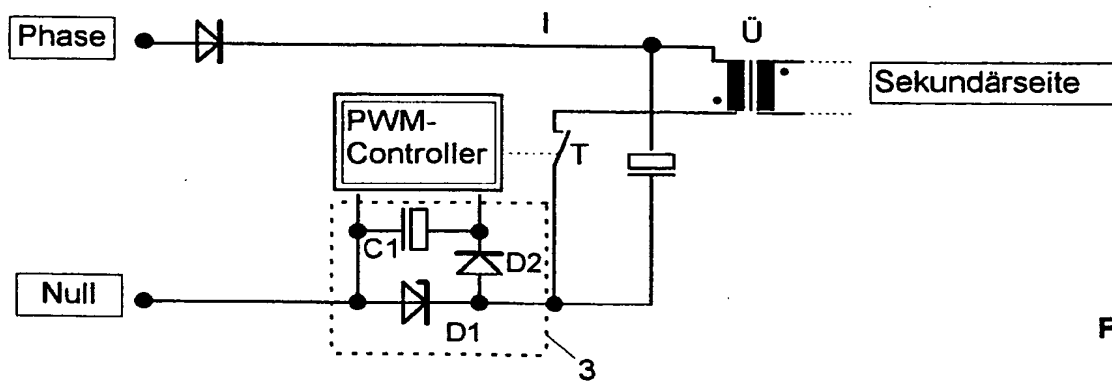 Phase
I
Ü
Sekundärseite
PWM-
Controller
T
C1
D2
Null
D1
3
F